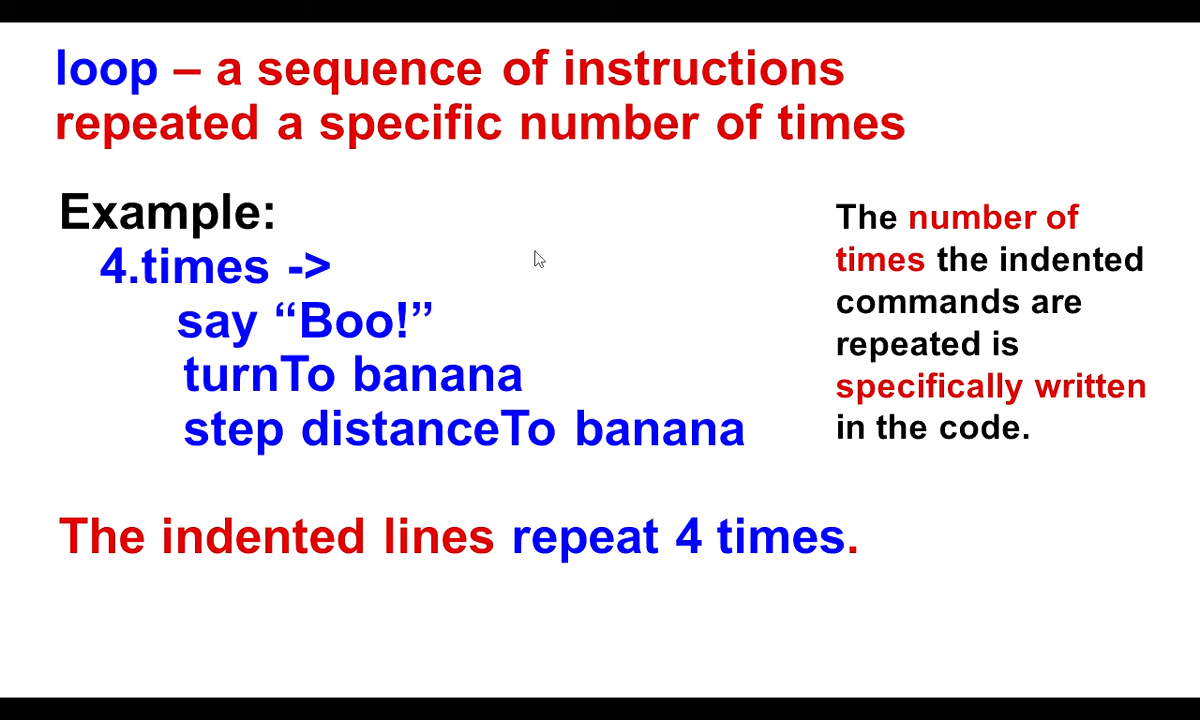 loop – a sequence of instructions
repeated a specific number of times
Example:
4.times ->
say “Boo!”
turnTo banana
step distanceTo banana
The number of
times the indented
commands are
repeated is
specifically written
in the code.
The indented lines repeat 4 times.